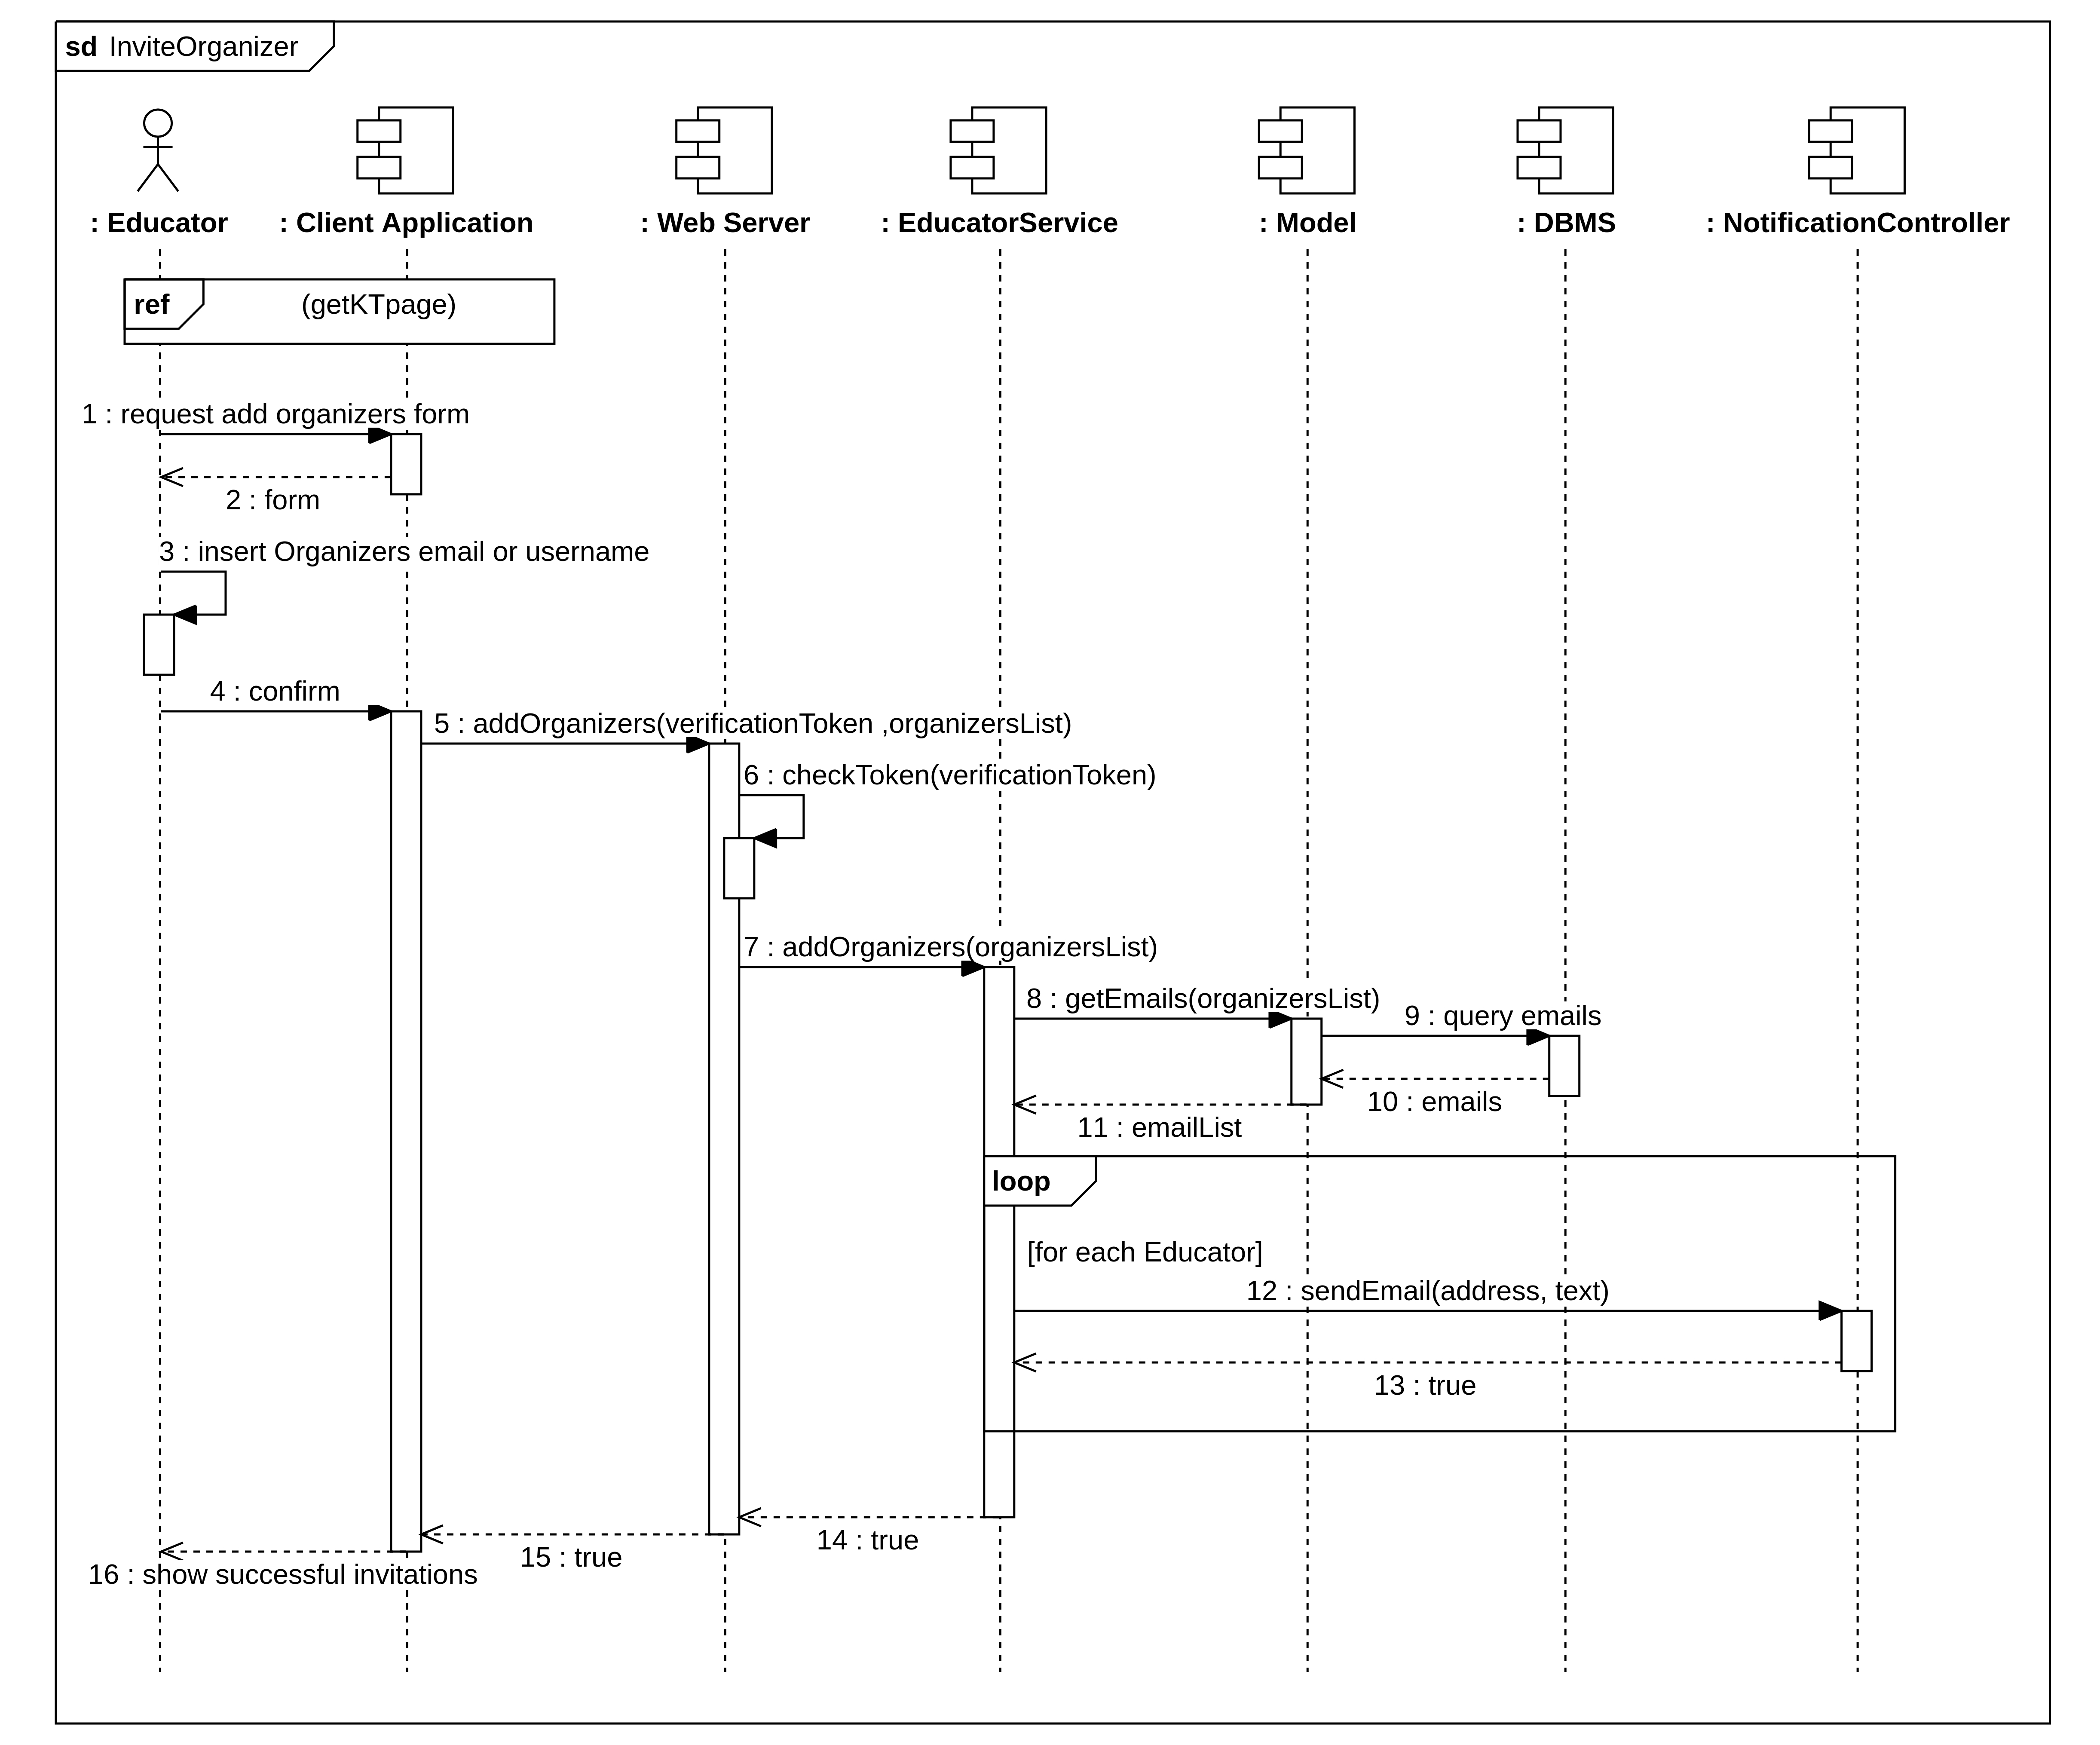 sd InviteOrganizer
: Educator
: Client Application
: Web Server
: EducatorService
: Model
: DBMS
: NotificationController
ref
(getKTpage)
1 : request add organizers form
2 : form
3 : insert Organizers email or username
4 : confirm
5 : addOrganizers(verificationToken ,organizersList)
6 : checkToken(verificationToken)
7 : addOrganizers(organizersList)
8 : getEmails(organizersList)
9 : query emails
10 : emails
11 : emailList
loop
[for each Educator]
12 : sendEmail(address, text)
13 : true
14 : true
15 : true
16 : show successful invitations